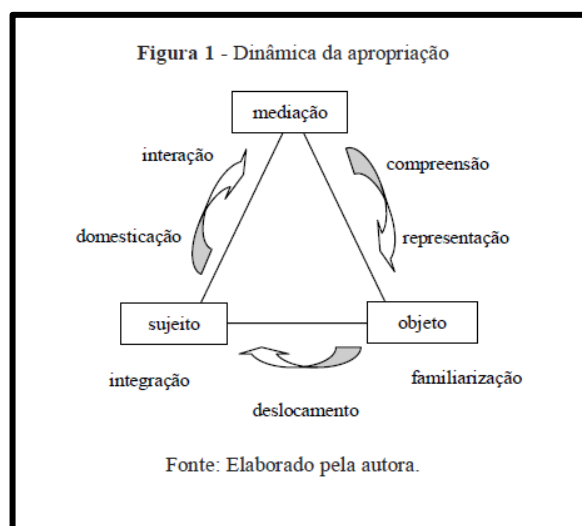 Figura 1 - Dinâmica da apropriação
mediação
interação
compreensão
domesticação
representação
sujeito
objeto
integração
familiarização
deslocamento
Fonte: Elaborado pela autora.